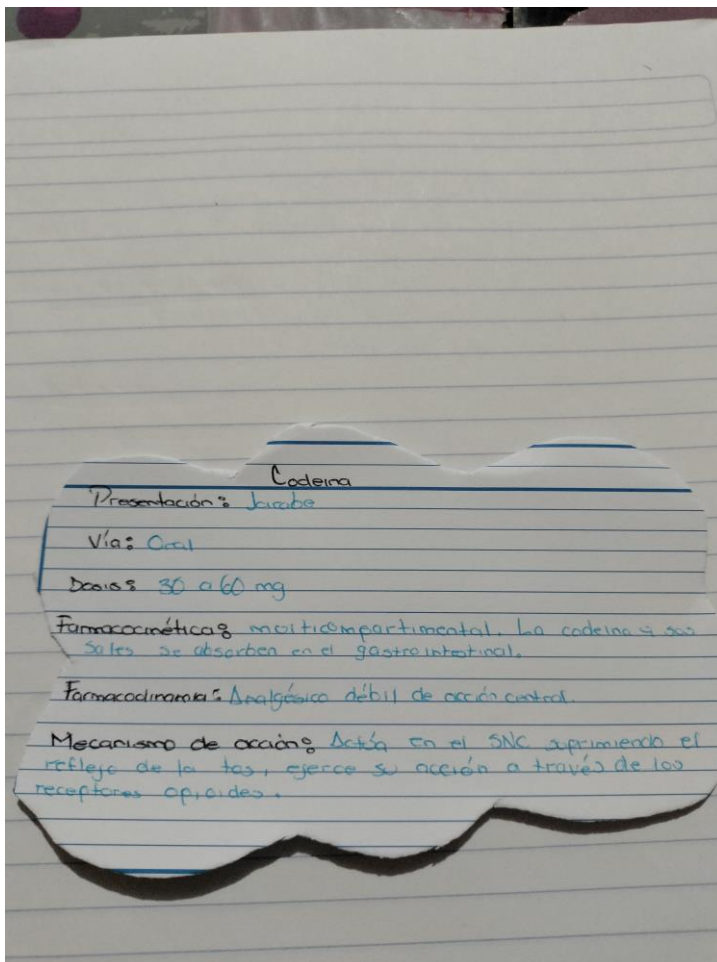 Codeina
Presentación: Jarabe
Vía: Oral
Dosis: 30 a 60 mg
Farmacocinética: multicompartimental. La codeina y sus
sales se absorben en el gastrointestinal.
Farmacodinamia: Analgésico débil de acción central.
Mecanismo de acción: Actúa en el SNC suprimiendo el
reflejo de la tos, ejerce su acción a través de los
receptores opioides.